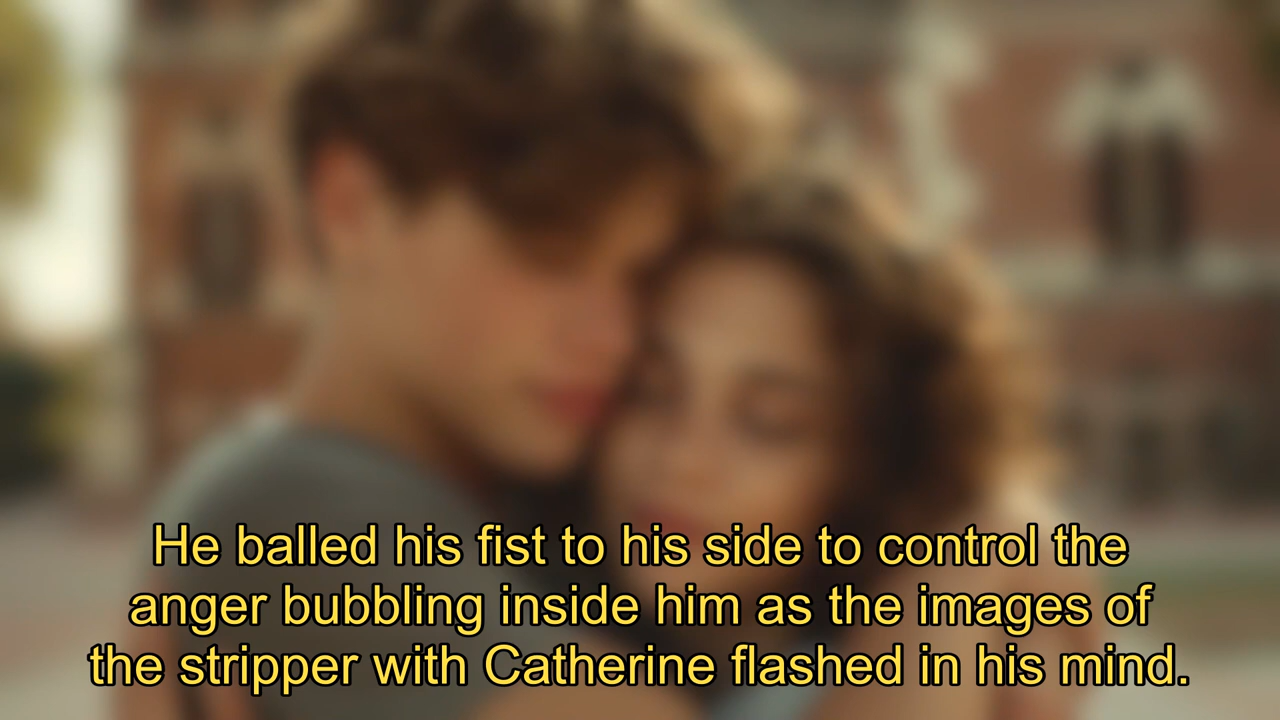 He balled his fist to his side to control the
anger bubbling inside him as the images of
the stripper with Catherine flashed in his mind.